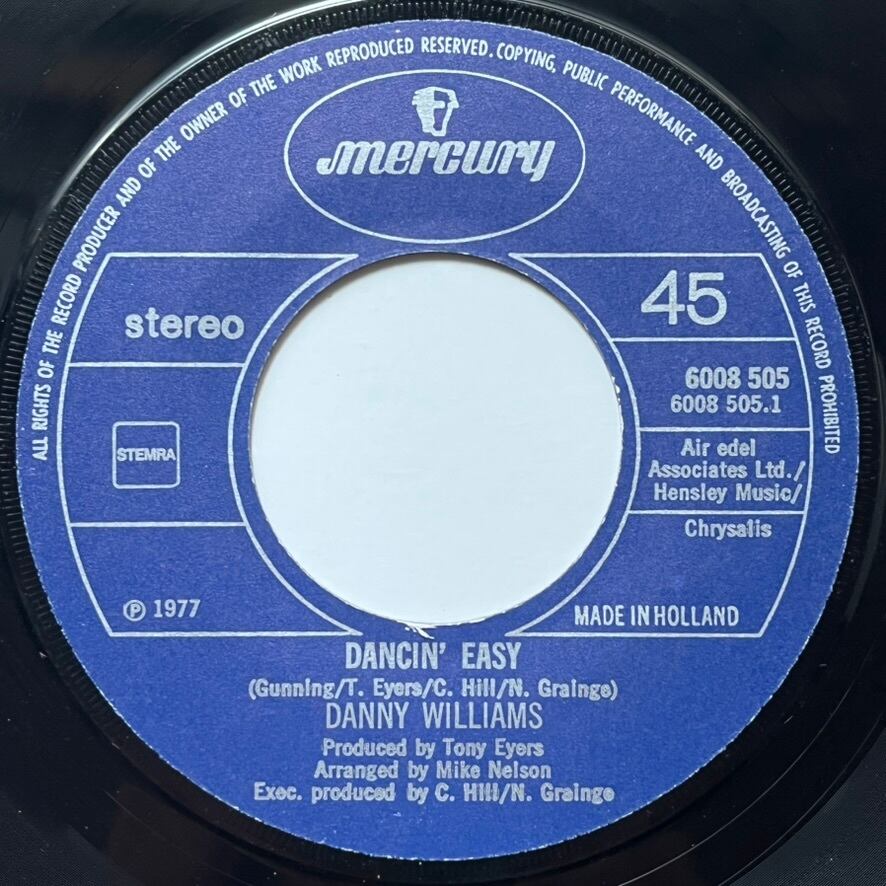 ALL RIGHTS OF THE RECORD PRODUCER AND OF THE OWNER OF THE WORK REPRODUCED RESERVED. COPYING, PUBLIC PERFORMANCE AND BROADCASTING OF THIS RECORD PROHIBITED
mercury
stereo
45
6008 505
6008 505.1
STEMRA
Air edel
Associates Ltd./
Hensley Music/
Chrysalis
℗ 1977
MADE IN HOLLAND
DANCIN' EASY
(Gunning/T. Eyers/C. Hill/N. Grainge)
DANNY WILLIAMS
Produced by Tony Eyers
Arranged by Mike Nelson
Exec. produced by C. Hill/N. Grainge